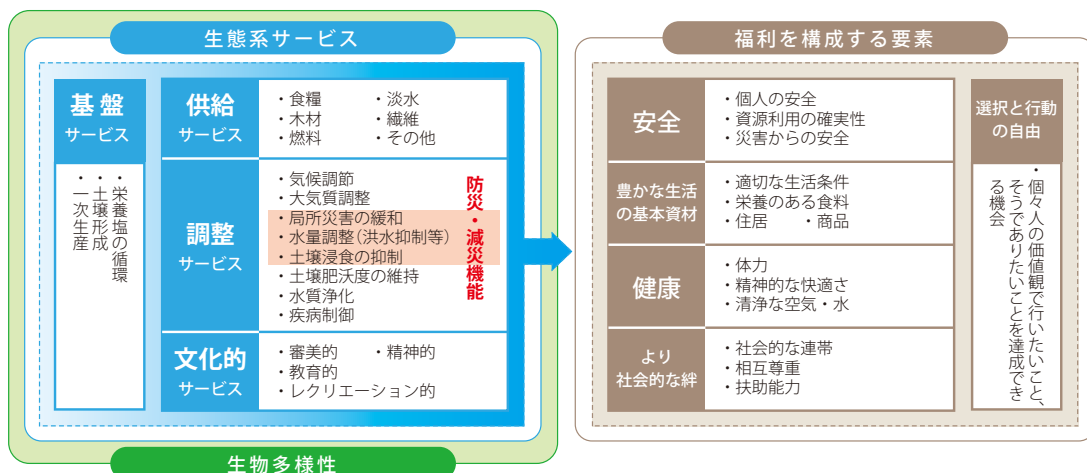 生態系サービス
基盤
サービス
・栄養塩の循環
・土壌形成
・一次生産
供給
サービス
・食糧 ・淡水
・木材 ・繊維
・燃料 ・その他
調整
サービス
・気候調節
・大気質調整
・局所災害の緩和
・水量調整(洪水抑制等)
・土壌浸食の抑制
・土壌肥沃度の維持
・水質浄化
・疾病制御
防災・減災機能
文化的
サービス
・審美的 ・精神的
・教育的
・レクリエーション的
生物多様性
福利を構成する要素
安全
・個人の安全
・資源利用の確実性
・災害からの安全
豊かな生活
の基本資材
・適切な生活条件
・栄養のある食料
・住居 ・商品
健康
・体力
・精神的な快適さ
・清浄な空気・水
より
社会的な絆
・社会的な連帯
・相互尊重
・扶助能力
選択と行動
の自由
・個々人の価値観で行いたいこと、
そうでありたいことを達成でき
る機会